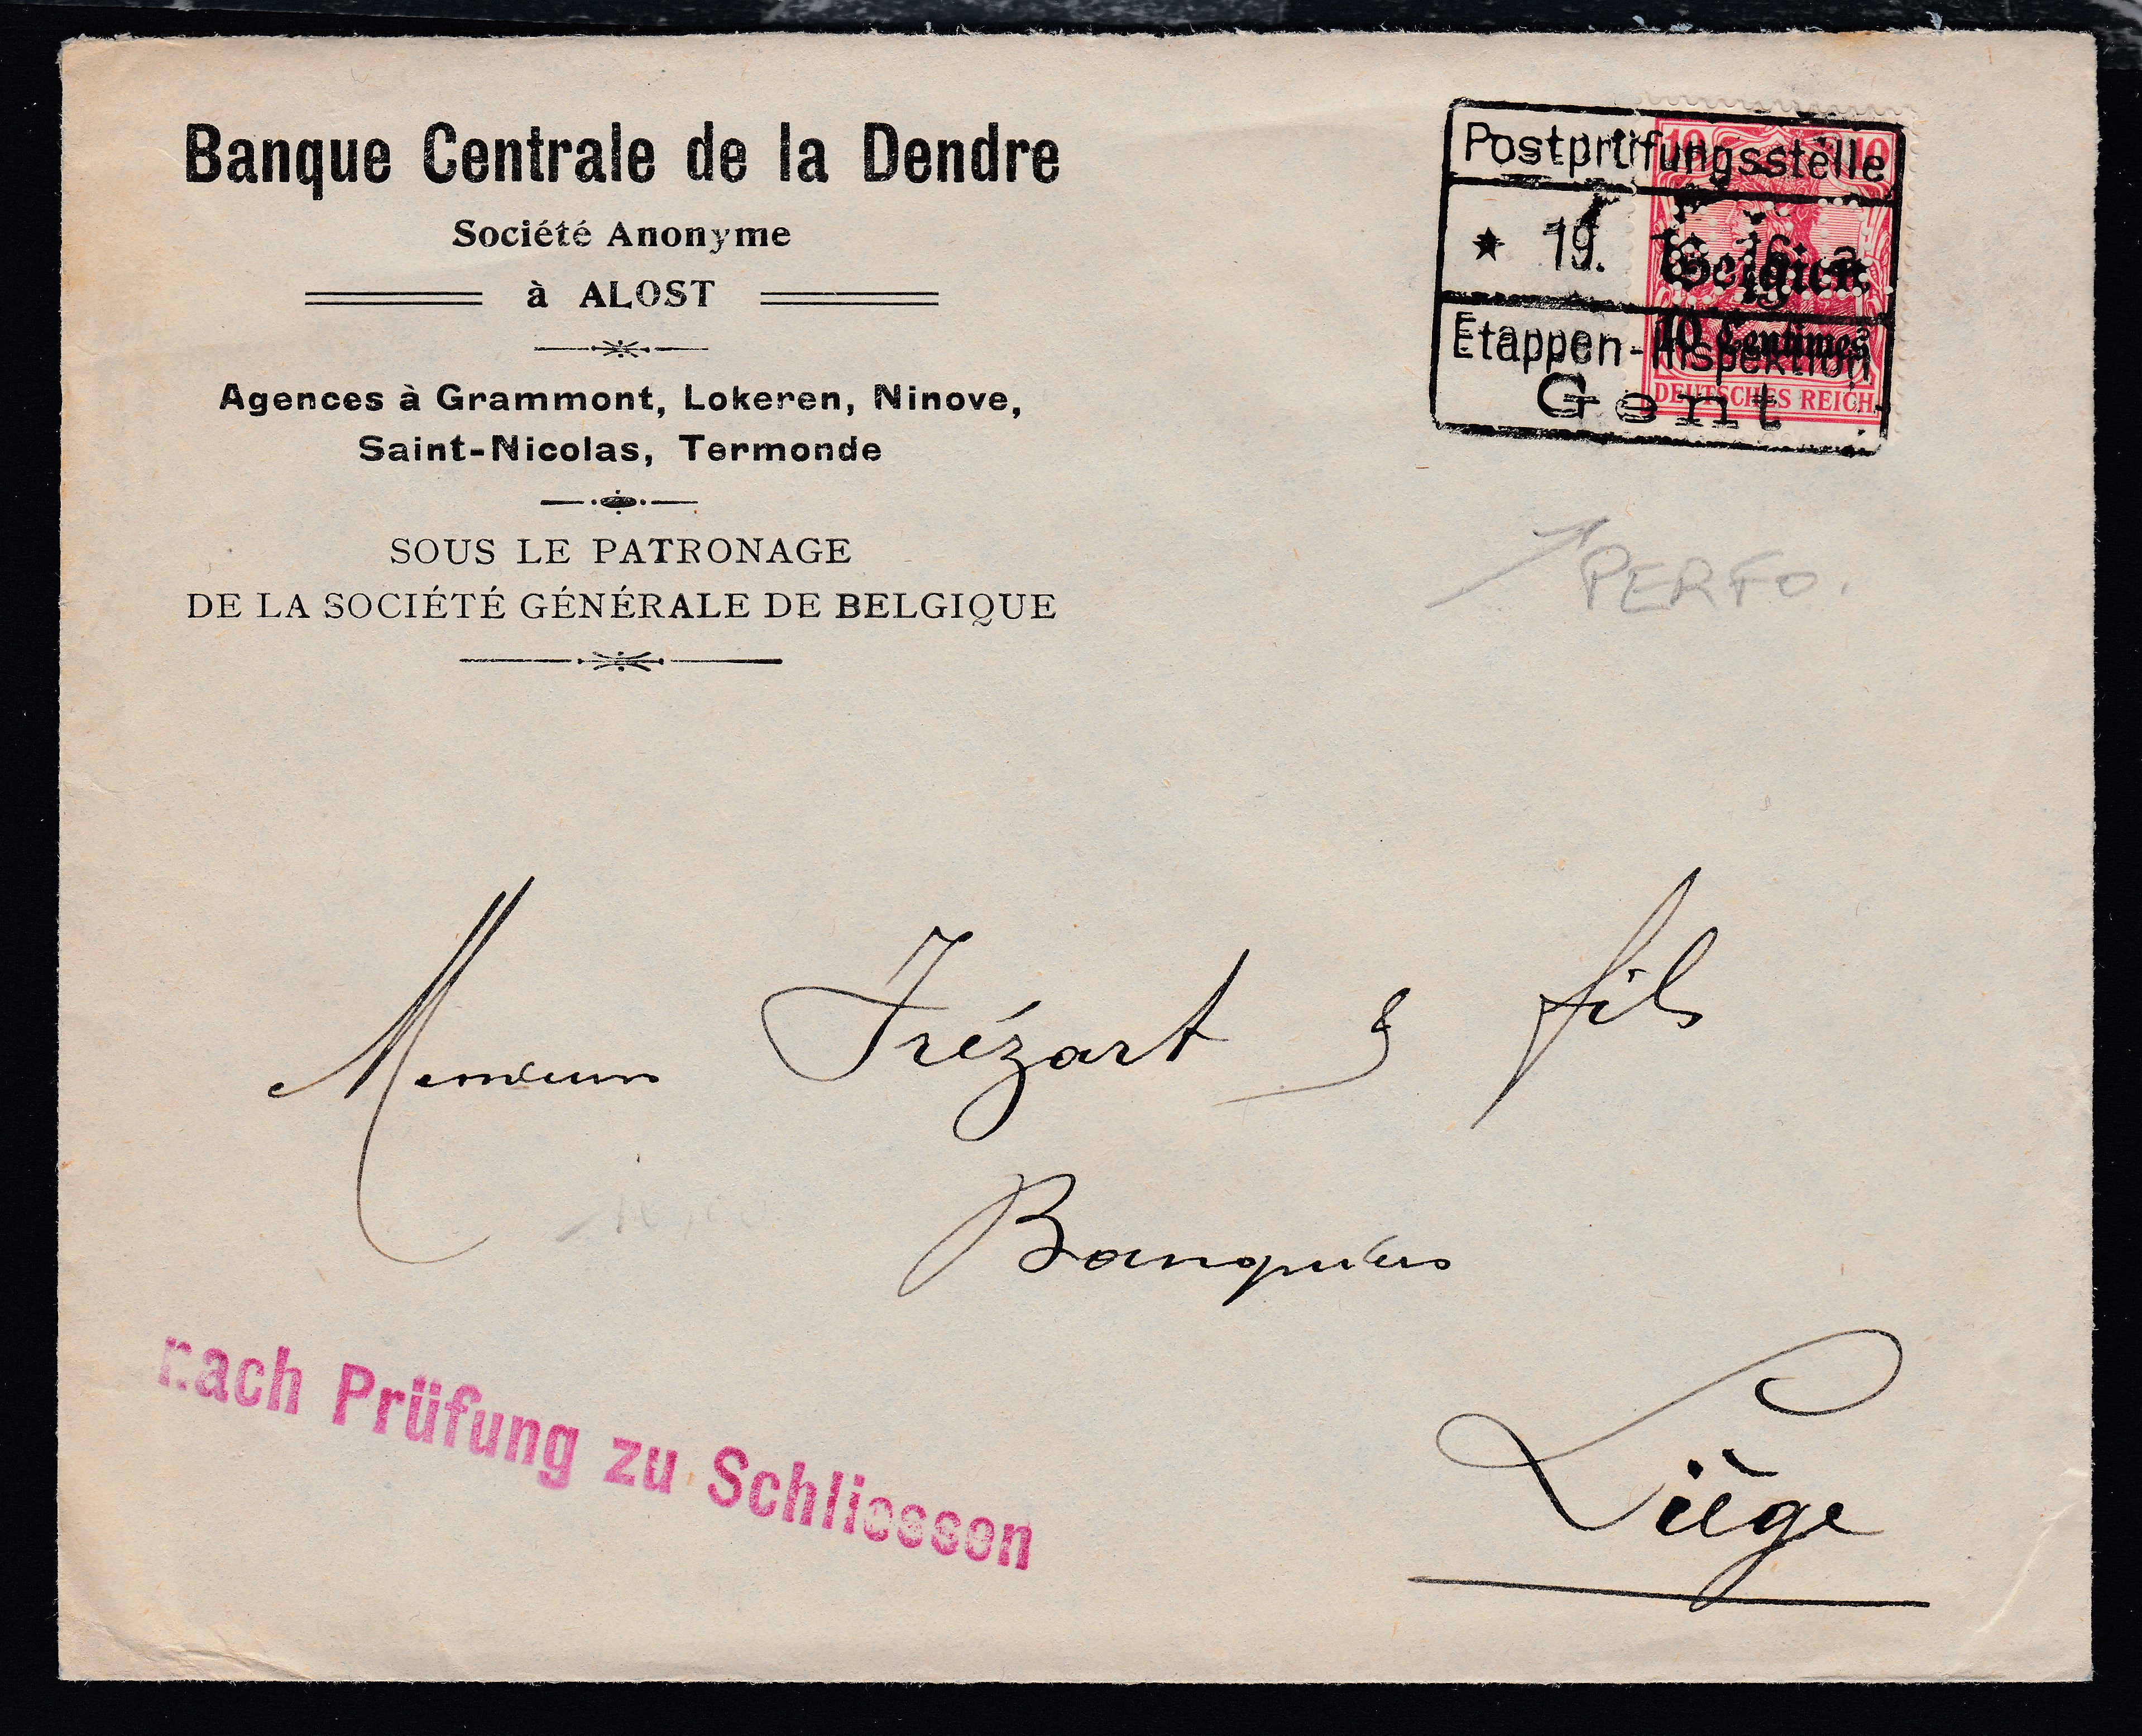 Banque Centrale de la Dendre
Société Anonyme
à ALOST
Agences à Grammont, Lokeren, Ninove,
Saint-Nicolas, Termonde
SOUS LE PATRONAGE
DE LA SOCIÉTÉ GÉNÉRALE DE BELGIQUE
10 10
Postprüfungsstelle
* 19.
Belgien
10 Centimes
Etappen-Inspektion
DEUTSCHES REICH
Gent
PERFO.
Messieurs Frézart & fils
Banquiers
Liège
nach Prüfung zu Schliessen